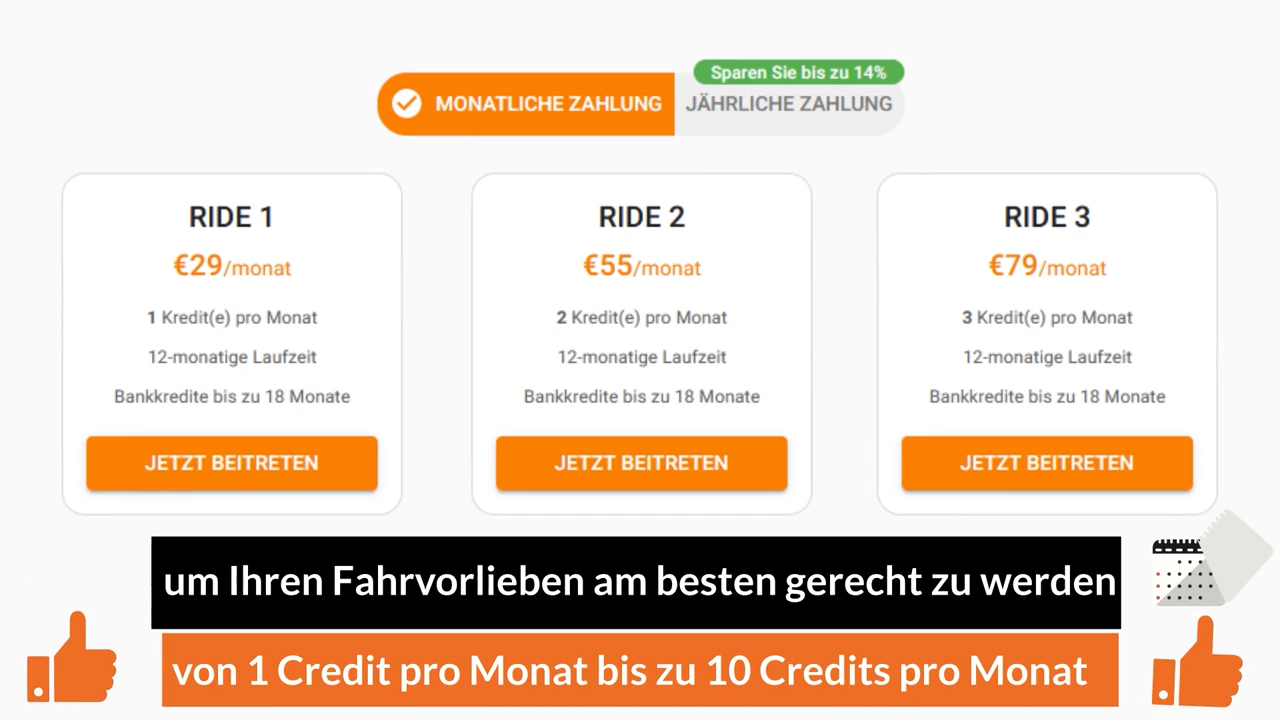 Sparen Sie bis zu 14%
MONATLICHE ZAHLUNG
JÄHRLICHE ZAHLUNG
RIDE 1
€29/monat
1 Kredit(e) pro Monat
12-monatige Laufzeit
Bankkredite bis zu 18 Monate
JETZT BEITRETEN
RIDE 2
€55/monat
2 Kredit(e) pro Monat
12-monatige Laufzeit
Bankkredite bis zu 18 Monate
JETZT BEITRETEN
RIDE 3
€79/monat
3 Kredit(e) pro Monat
12-monatige Laufzeit
Bankkredite bis zu 18 Monate
JETZT BEITRETEN
um Ihren Fahrvorlieben am besten gerecht zu werden
von 1 Credit pro Monat bis zu 10 Credits pro Monat